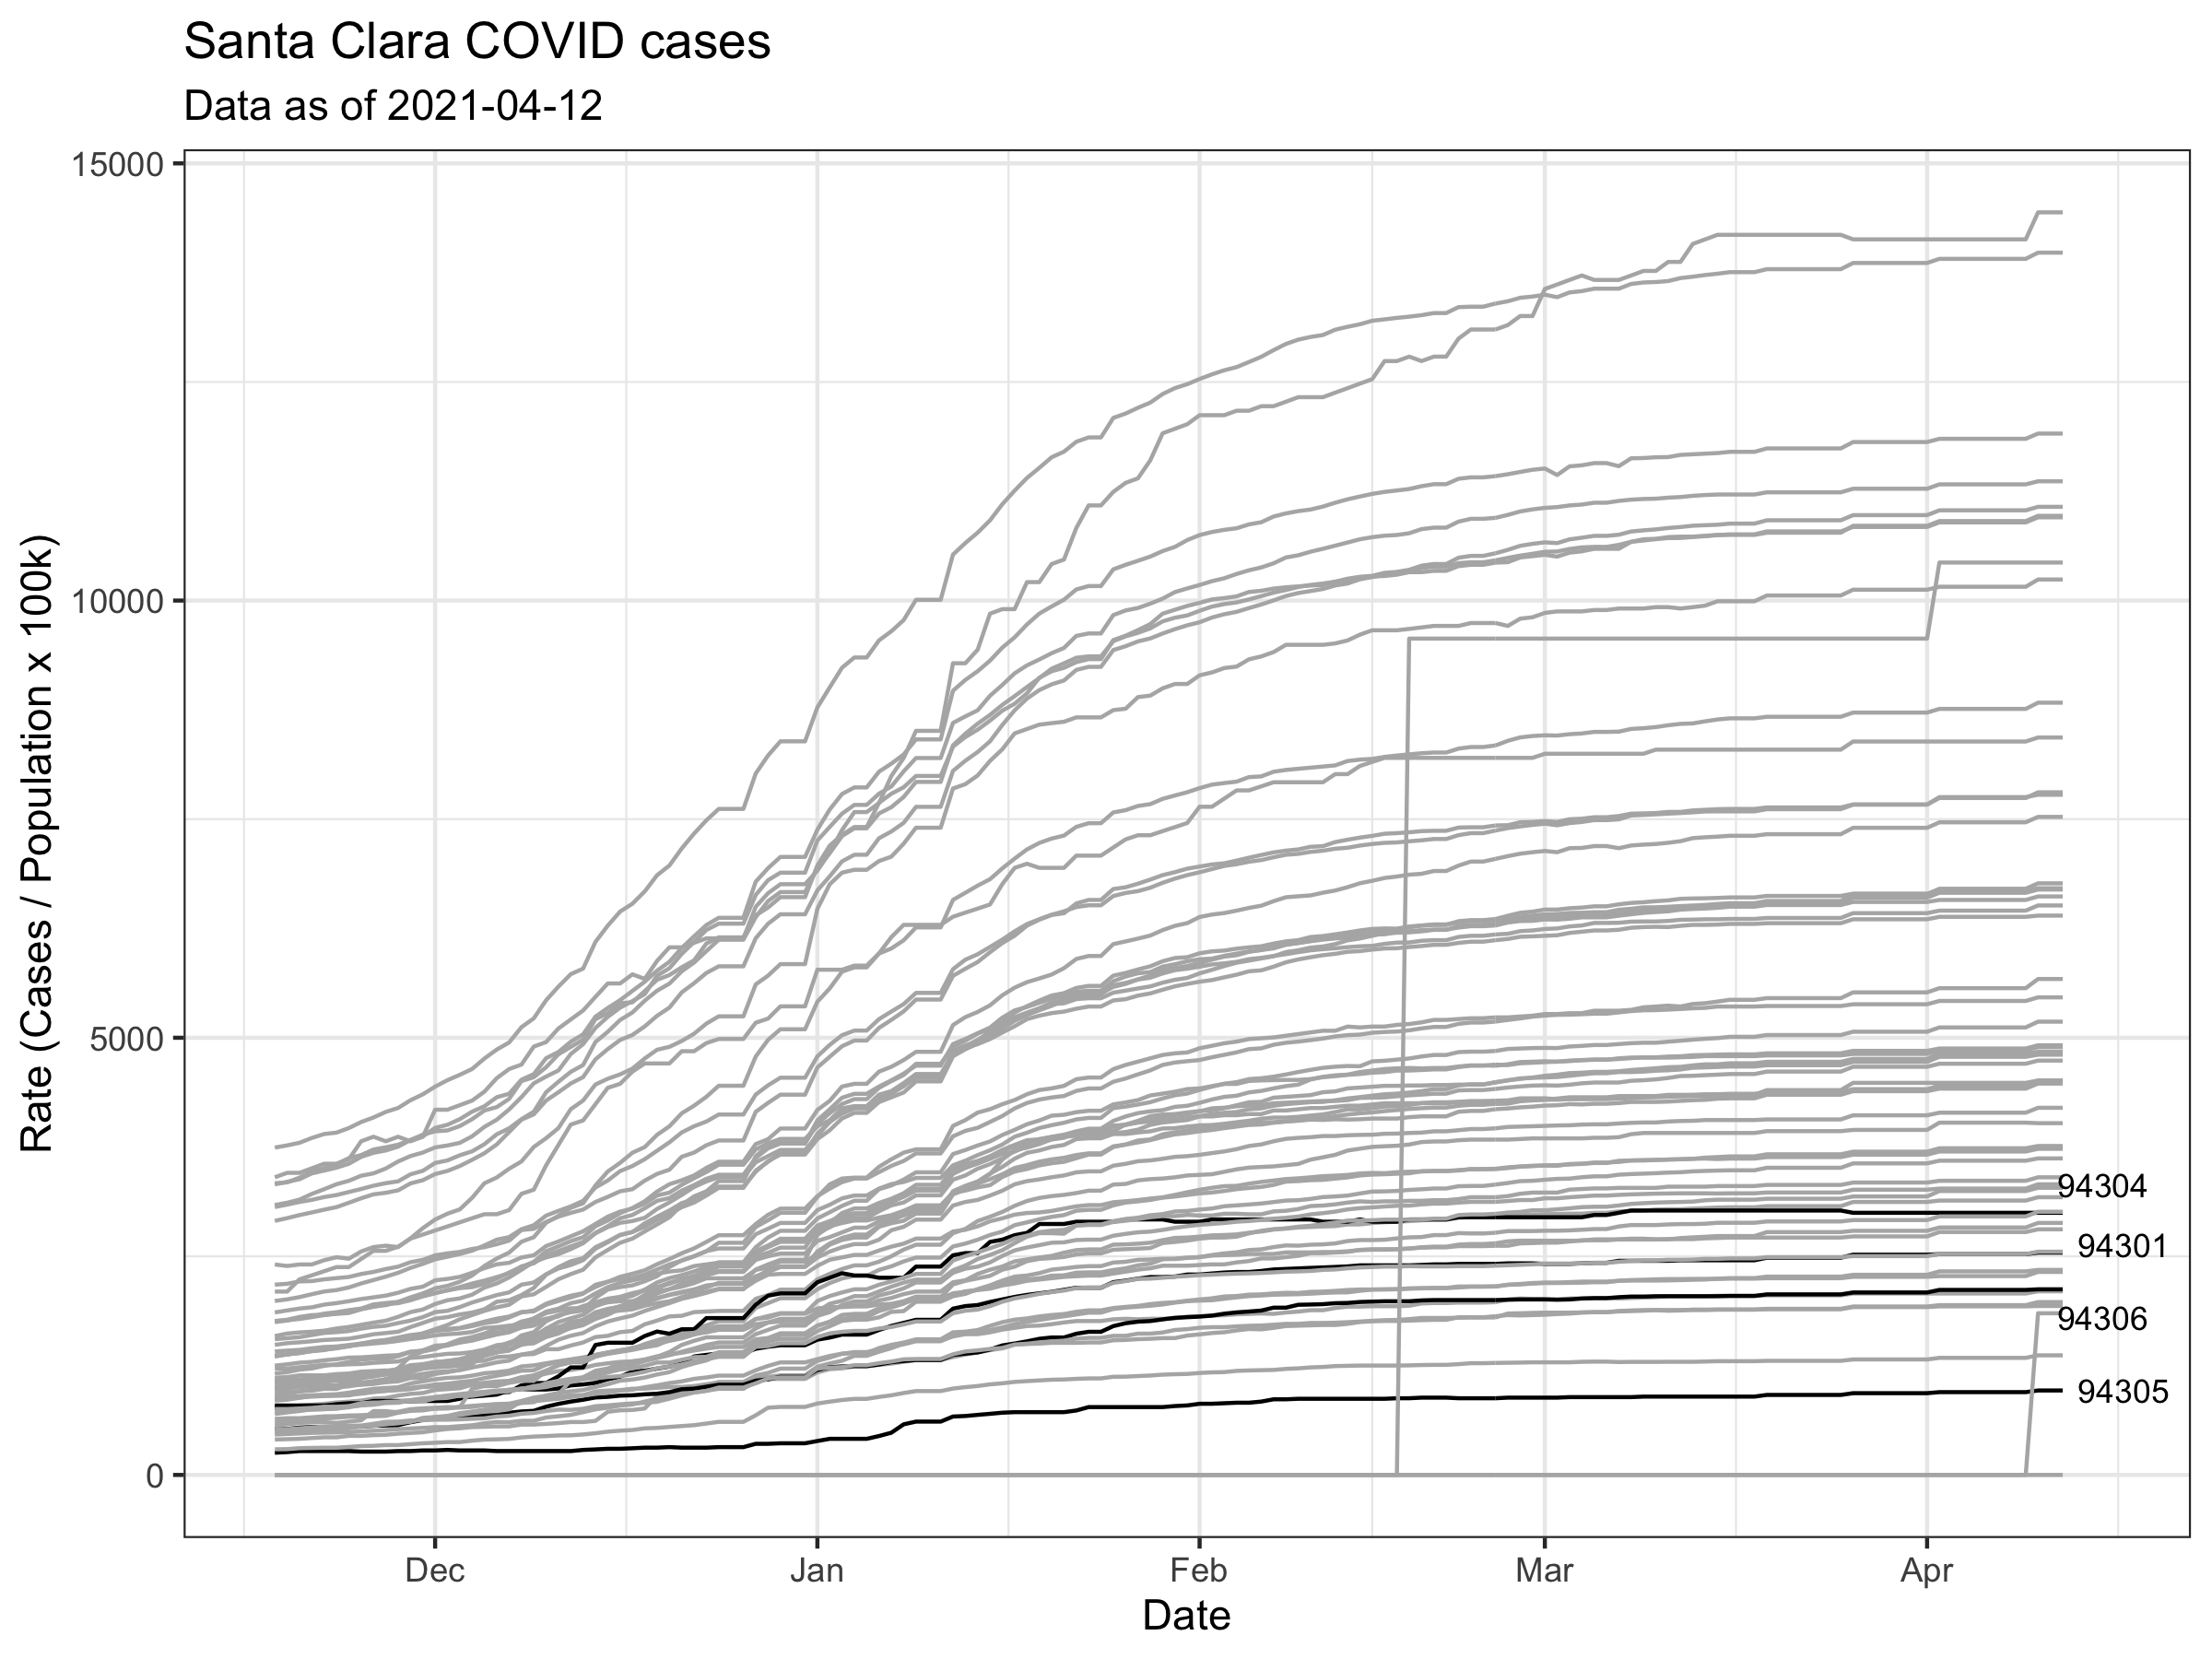 Santa Clara COVID cases
Data as of 2021-04-12
Rate (Cases / Population x 100k)
15000
10000
5000
0
94304
94301
94306
94305
Dec Jan Feb Mar Apr
Date